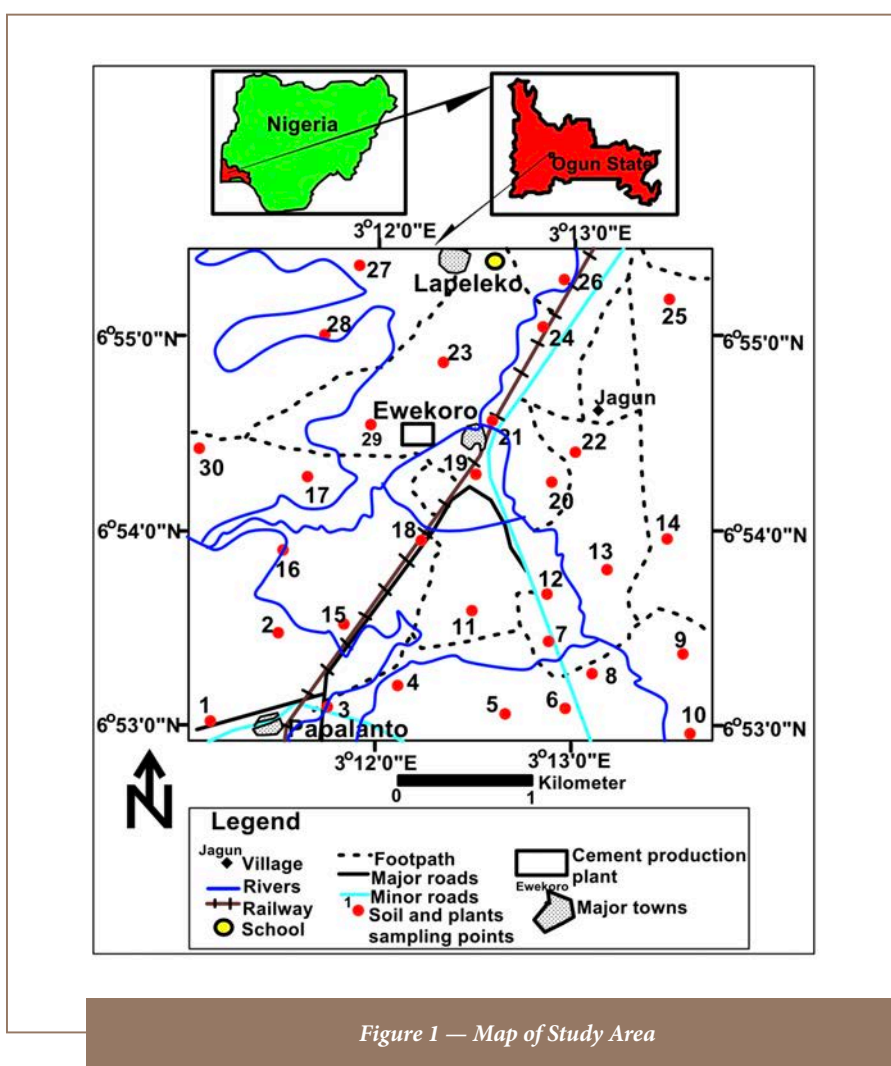 Nigeria
Ogun State
3°12'0"E
3°13'0"E
27
Lapeleko
26
25
28
6°55'0"N
24
6°55'0"N
23
Jagun
Ewekoro
29
21
22
30
19
17
20
6°54'0"N
18
14
6°54'0"N
16
13
12
2
15
11
7
9
4
8
1
3
5
6
10
6°53'0"N
Papalanto
6°53'0"N
3°12'0"E
3°13'0"E
Kilometer
0
1
N
Legend
Jagun
Village
Rivers
Railway
School
Footpath
Major roads
Minor roads
1
Soil and plants
sampling points
Cement production
plant
Ewekoro
Major towns
Figure 1 — Map of Study Area